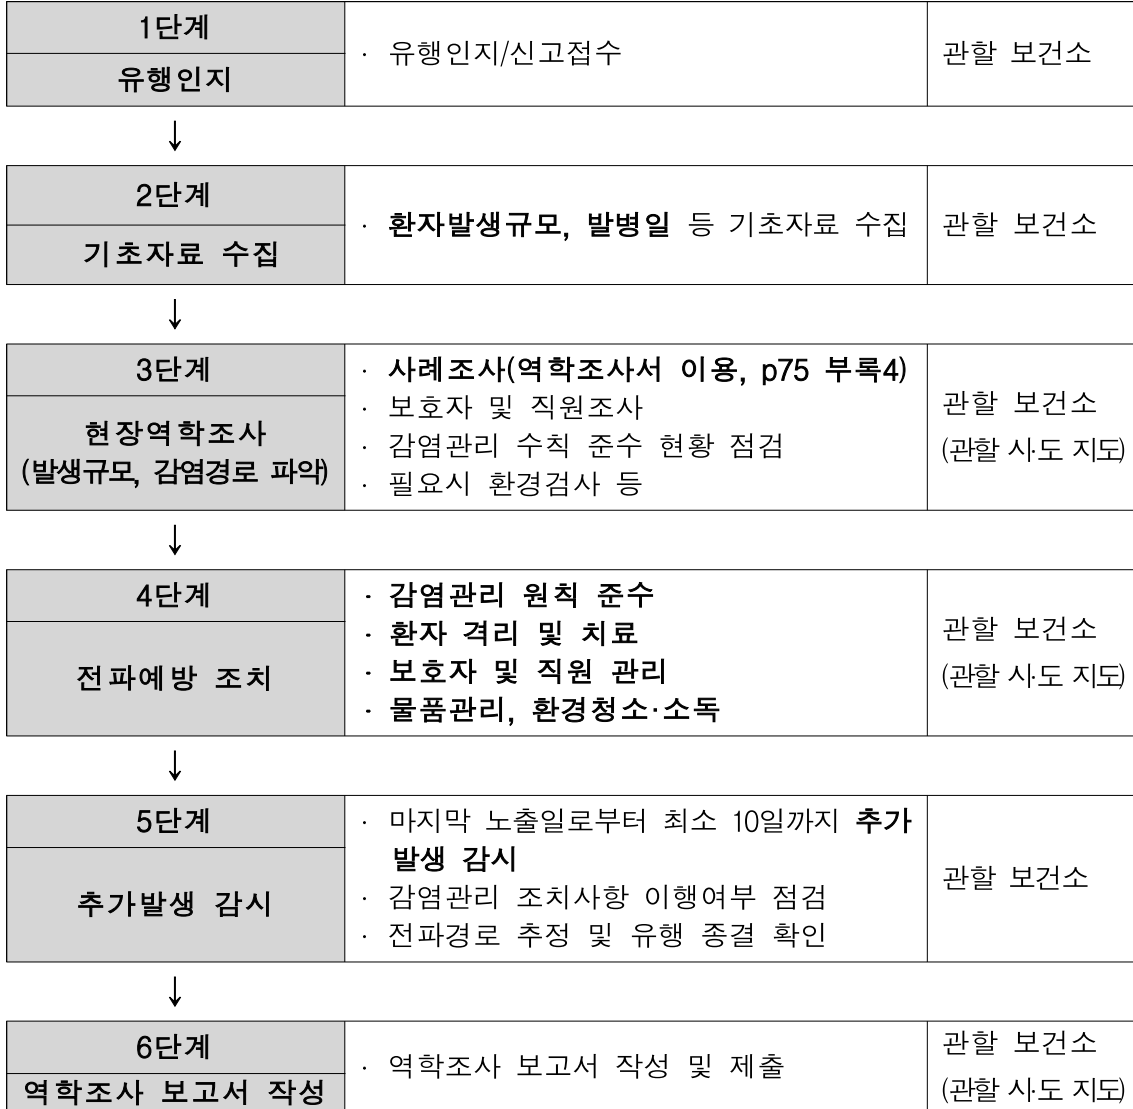 1단계
유행인지
· 유행인지/신고접수
관할 보건소
↓
2단계
기초자료 수집
· 환자발생규모, 발병일 등 기초자료 수집
관할 보건소
↓
3단계
현장역학조사
(발생규모, 감염경로 파악)
· 사례조사(역학조사서 이용, p75 부록4)
· 보호자 및 직원조사
· 감염관리 수칙 준수 현황 점검
· 필요시 환경검사 등
관할 보건소
(관할 시·도 지도)
↓
4단계
전파예방 조치
· 감염관리 원칙 준수
· 환자 격리 및 치료
· 보호자 및 직원 관리
· 물품관리, 환경청소·소독
관할 보건소
(관할 시·도 지도)
↓
5단계
추가발생 감시
· 마지막 노출일로부터 최소 10일까지 추가
발생 감시
· 감염관리 조치사항 이행여부 점검
· 전파경로 추정 및 유행 종결 확인
관할 보건소
↓
6단계
역학조사 보고서 작성
· 역학조사 보고서 작성 및 제출
관할 보건소
(관할 시·도 지도)